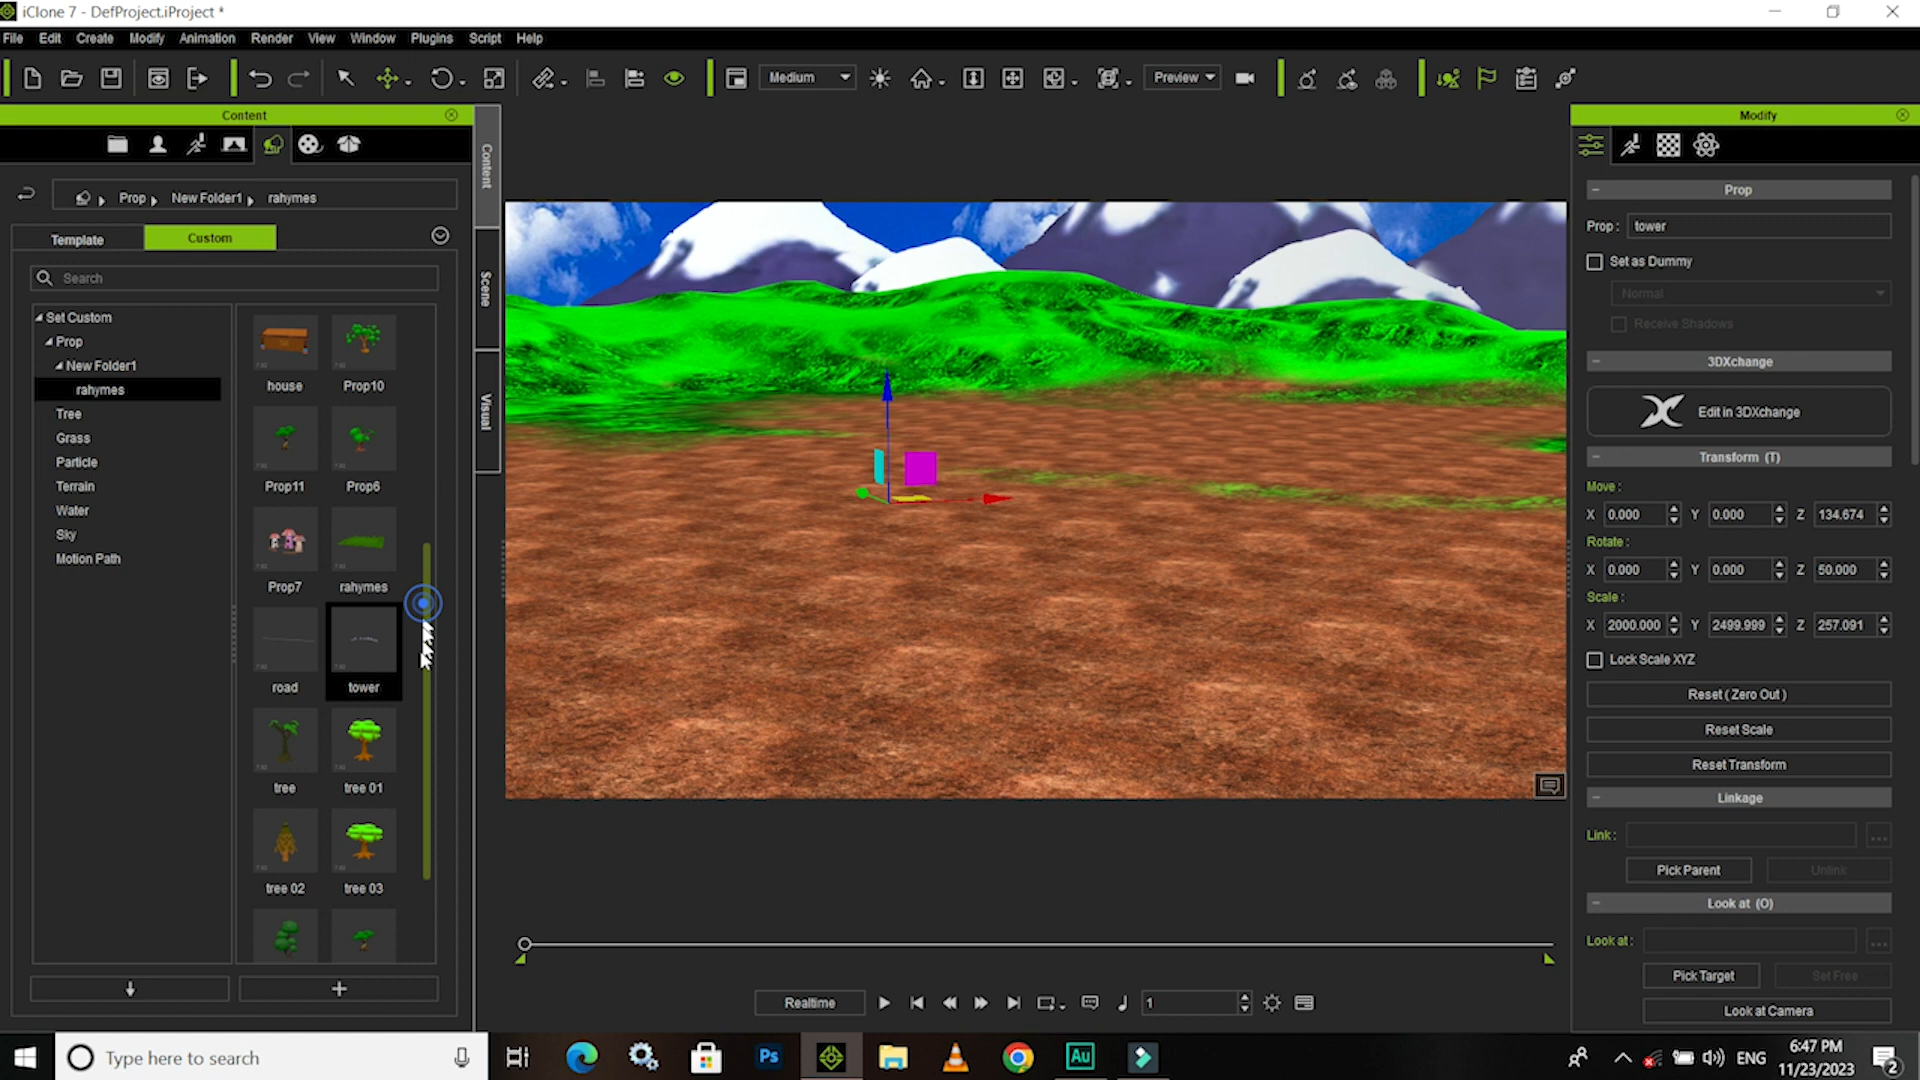 iClone 7 - DefProject.iProject *
File Edit Create Modify Animation Render View Window Plugins Script Help
Medium Preview
Content
Content
Scene
Visual
Prop New Folder1 rahymes
Template Custom
Search
Set Custom
Prop
New Folder1
rahymes
Tree
Grass
Particle
Terrain
Water
Sky
Motion Path
house Prop10
Prop11 Prop6
Prop7 rahymes
road tower
tree tree 01
tree 02 tree 03
Realtime 1
Modify
Prop
Prop : tower
Set as Dummy
Normal
Receive Shadows
3DXchange
Edit in 3DXchange
Transform (T)
Move :
X 0.000 Y 0.000 Z 134.674
Rotate :
X 0.000 Y 0.000 Z 50.000
Scale :
X 2000.000 Y 2499.999 Z 257.091
Lock Scale XYZ
Reset ( Zero Out )
Reset Scale
Reset Transform
Linkage
Link :
Pick Parent Unlink
Look at (O)
Look at :
Pick Target Set Free
Look at Camera
Type here to search
Ps
Au
ENG
6:47 PM
11/23/2023
2